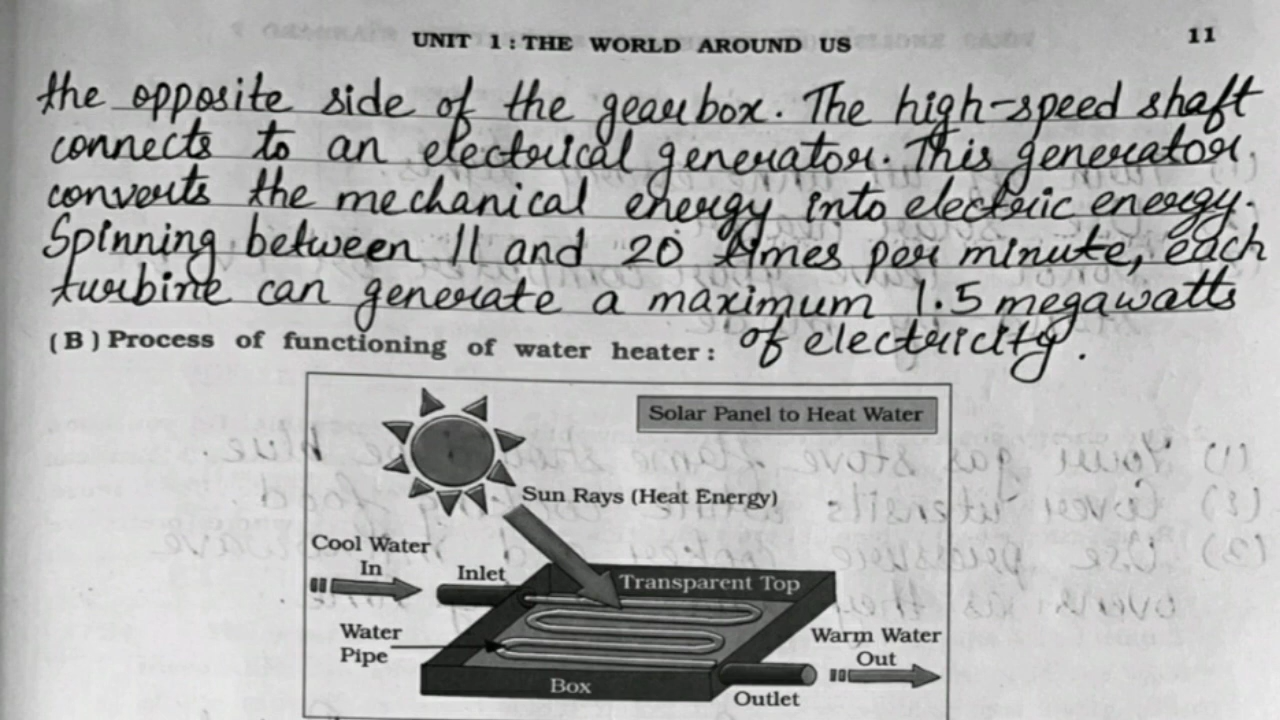 UNIT 1 : THE WORLD AROUND US 11
the opposite side of the gearbox. The high-speed shaft
connects to an electrical generator. This generator
converts the mechanical energy into electric energy.
Spinning between 11 and 20 times per minute, each
turbine can generate a maximum 1.5 megawatts
of electricity.
(B) Process of functioning of water heater :
Solar Panel to Heat Water
Sun Rays (Heat Energy)
Cool Water
In
Inlet
Transparent Top
Water
Pipe
Warm Water
Out
Box
Outlet